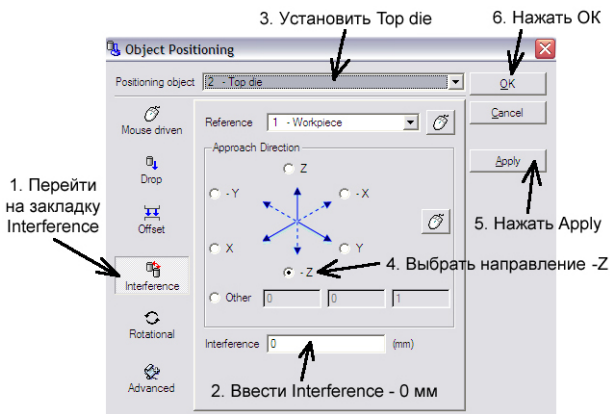 3. Установить Top die
6. Нажать ОК
Object Positioning
Positioning object
2 - Top die
OK
Mouse driven
Reference
1 - Workpiece
Cancel
Approach Direction
Z
Drop
Apply
- Y
- X
1. Перейти
на закладку
Interference
Offset
5. Нажать Apply
X
Y
4. Выбрать направление -Z
- Z
Interference
Other
0
0
1
Rotational
Interference
0
(mm)
2. Ввести Interference - 0 мм
Advanced